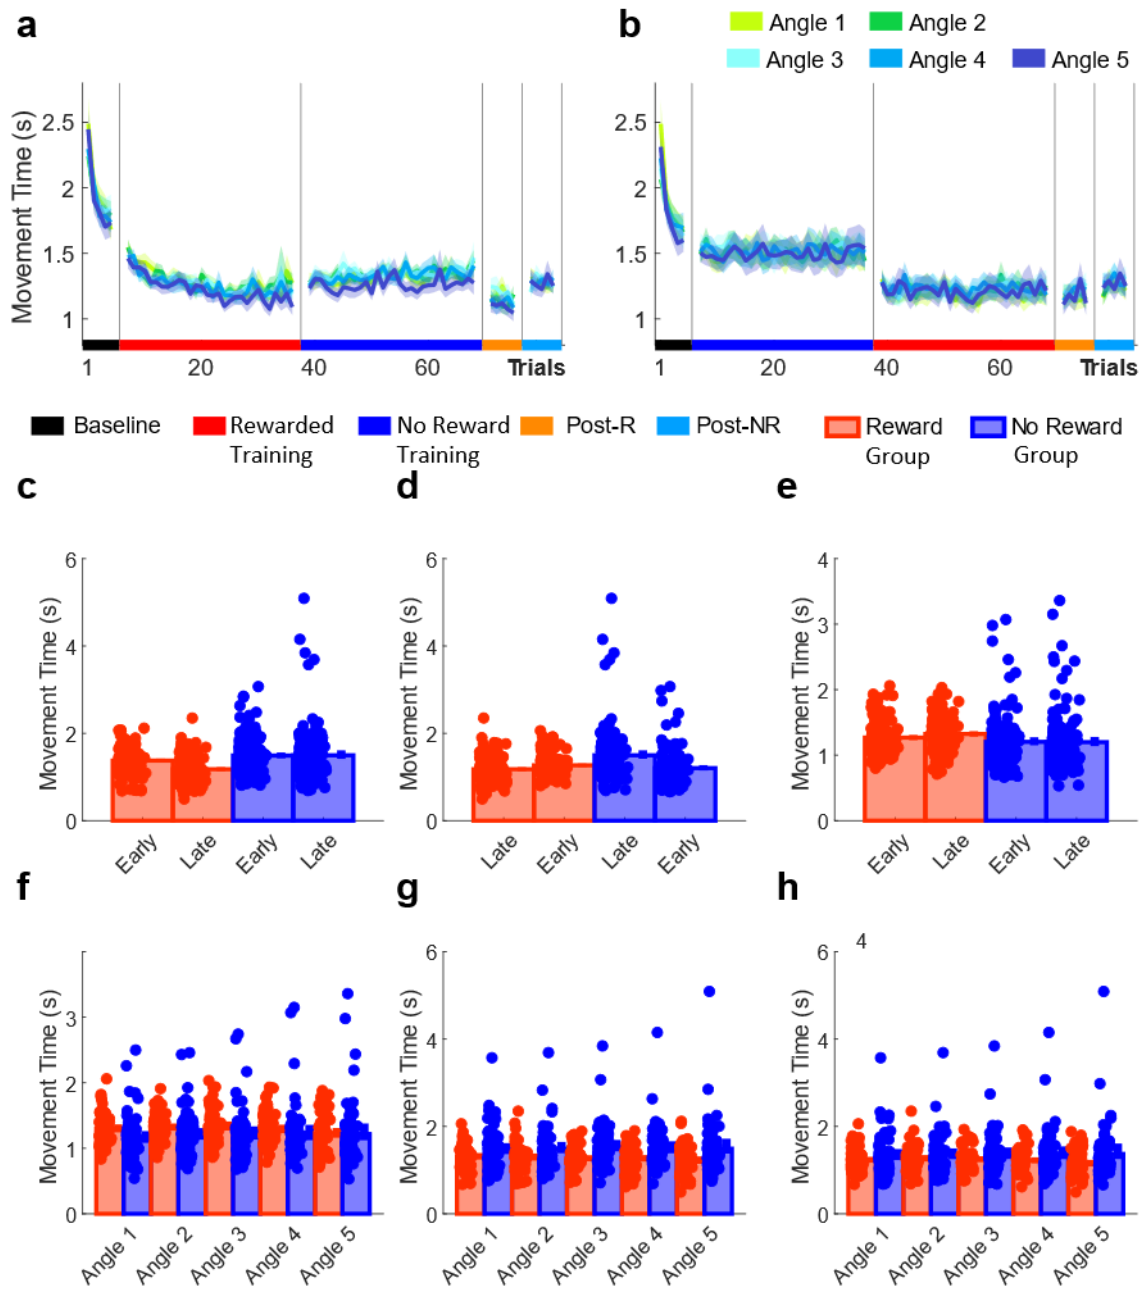 a
b
Angle 1
Angle 2
Angle 3
Angle 4
Angle 5
Movement Time (s)
2.5
2
1.5
1
1
20
40
60
Trials
Movement Time (s)
2.5
2
1.5
1
1
20
40
60
Trials
Baseline
Rewarded Training
No Reward Training
Post-R
Post-NR
Reward Group
No Reward Group
c
d
e
Movement Time (s)
6
4
2
0
Early
Late
Early
Late
Movement Time (s)
6
4
2
0
Late
Early
Late
Early
Movement Time (s)
4
3
2
1
0
Early
Late
Early
Late
f
g
h
Movement Time (s)
3
2
1
0
Angle 1
Angle 2
Angle 3
Angle 4
Angle 5
Movement Time (s)
6
4
2
0
Angle 1
Angle 2
Angle 3
Angle 4
Angle 5
4
Movement Time (s)
6
4
2
0
Angle 1
Angle 2
Angle 3
Angle 4
Angle 5